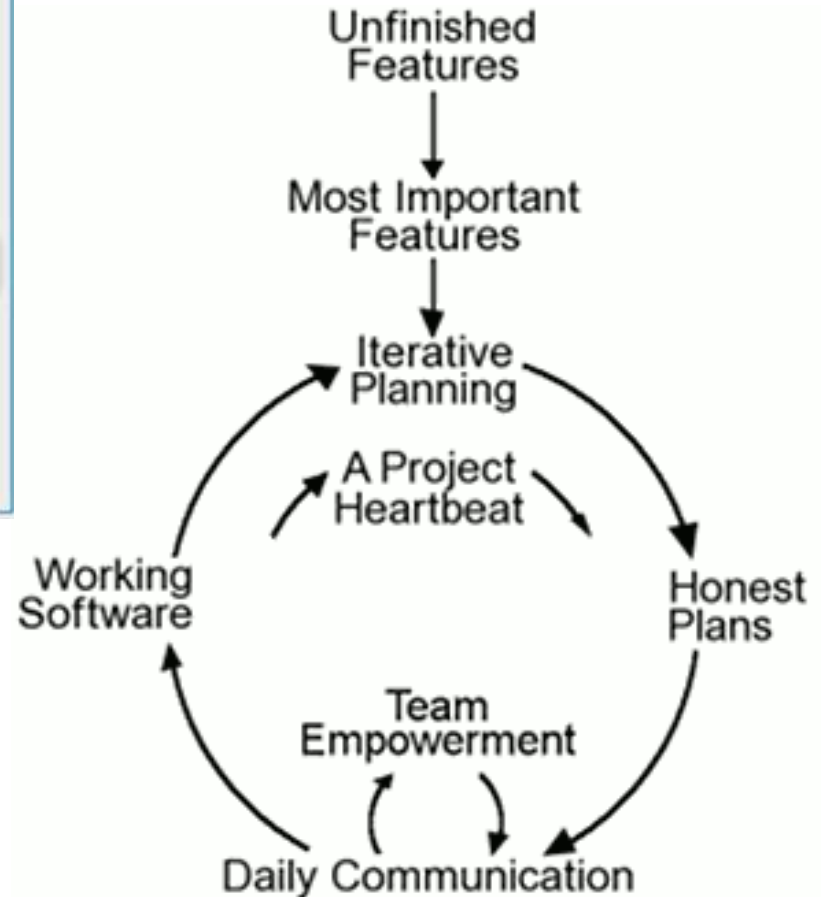 Unfinished
Features
Most Important
Features
Iterative
Planning
A Project
Heartbeat
Working
Software
Honest
Plans
Team
Empowerment
Daily Communication